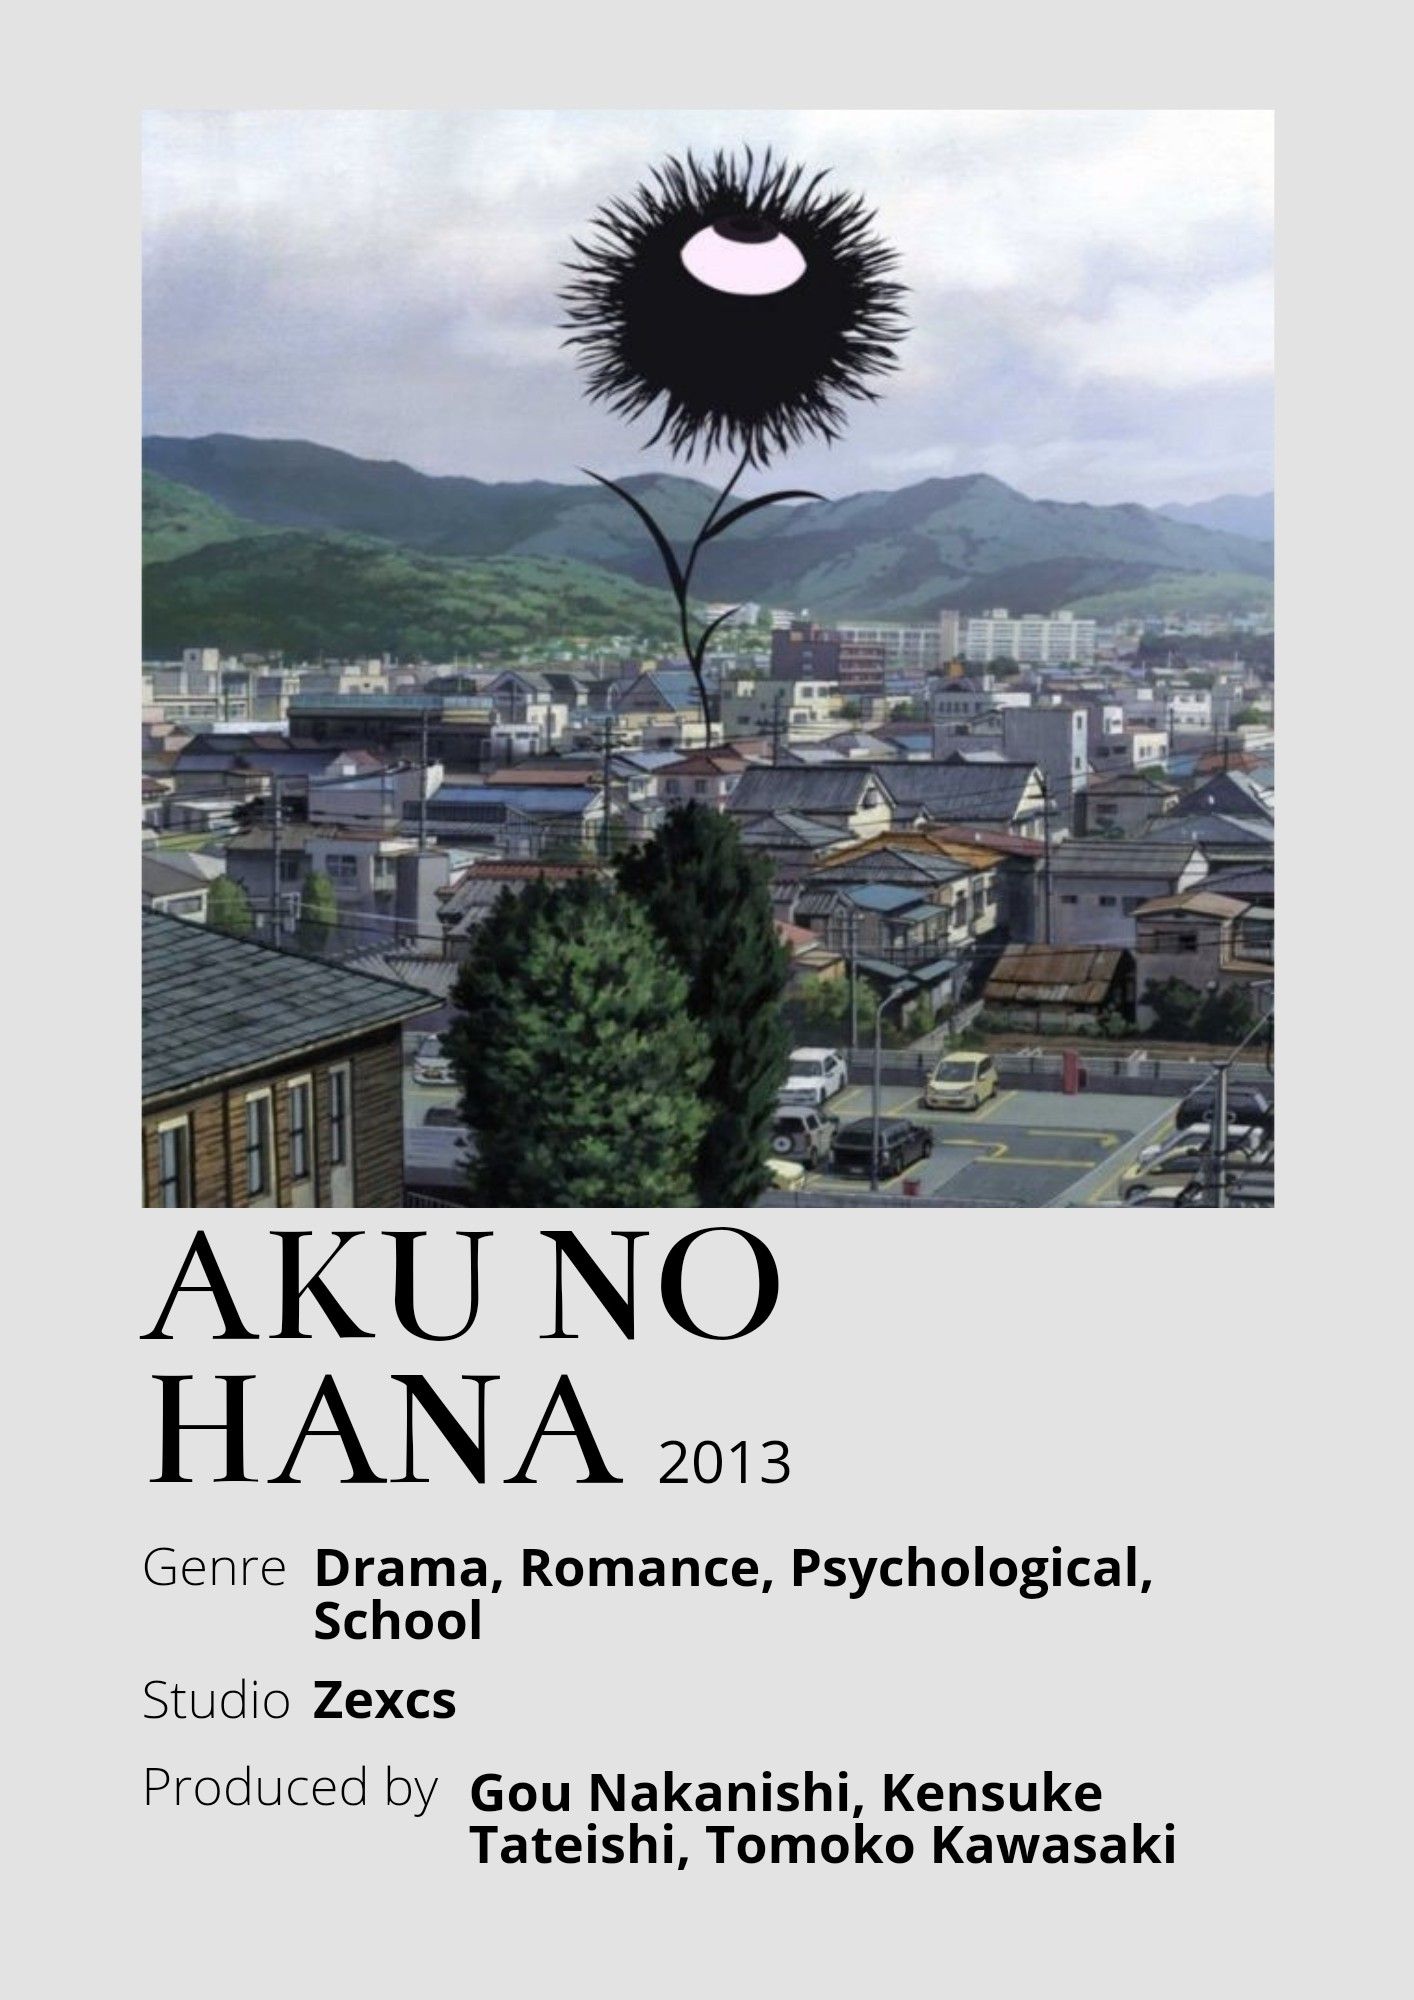 AKU NO
HANA 2013
Genre Drama, Romance, Psychological,
School
Studio Zexcs
Produced by Gou Nakanishi, Kensuke
Tateishi, Tomoko Kawasaki